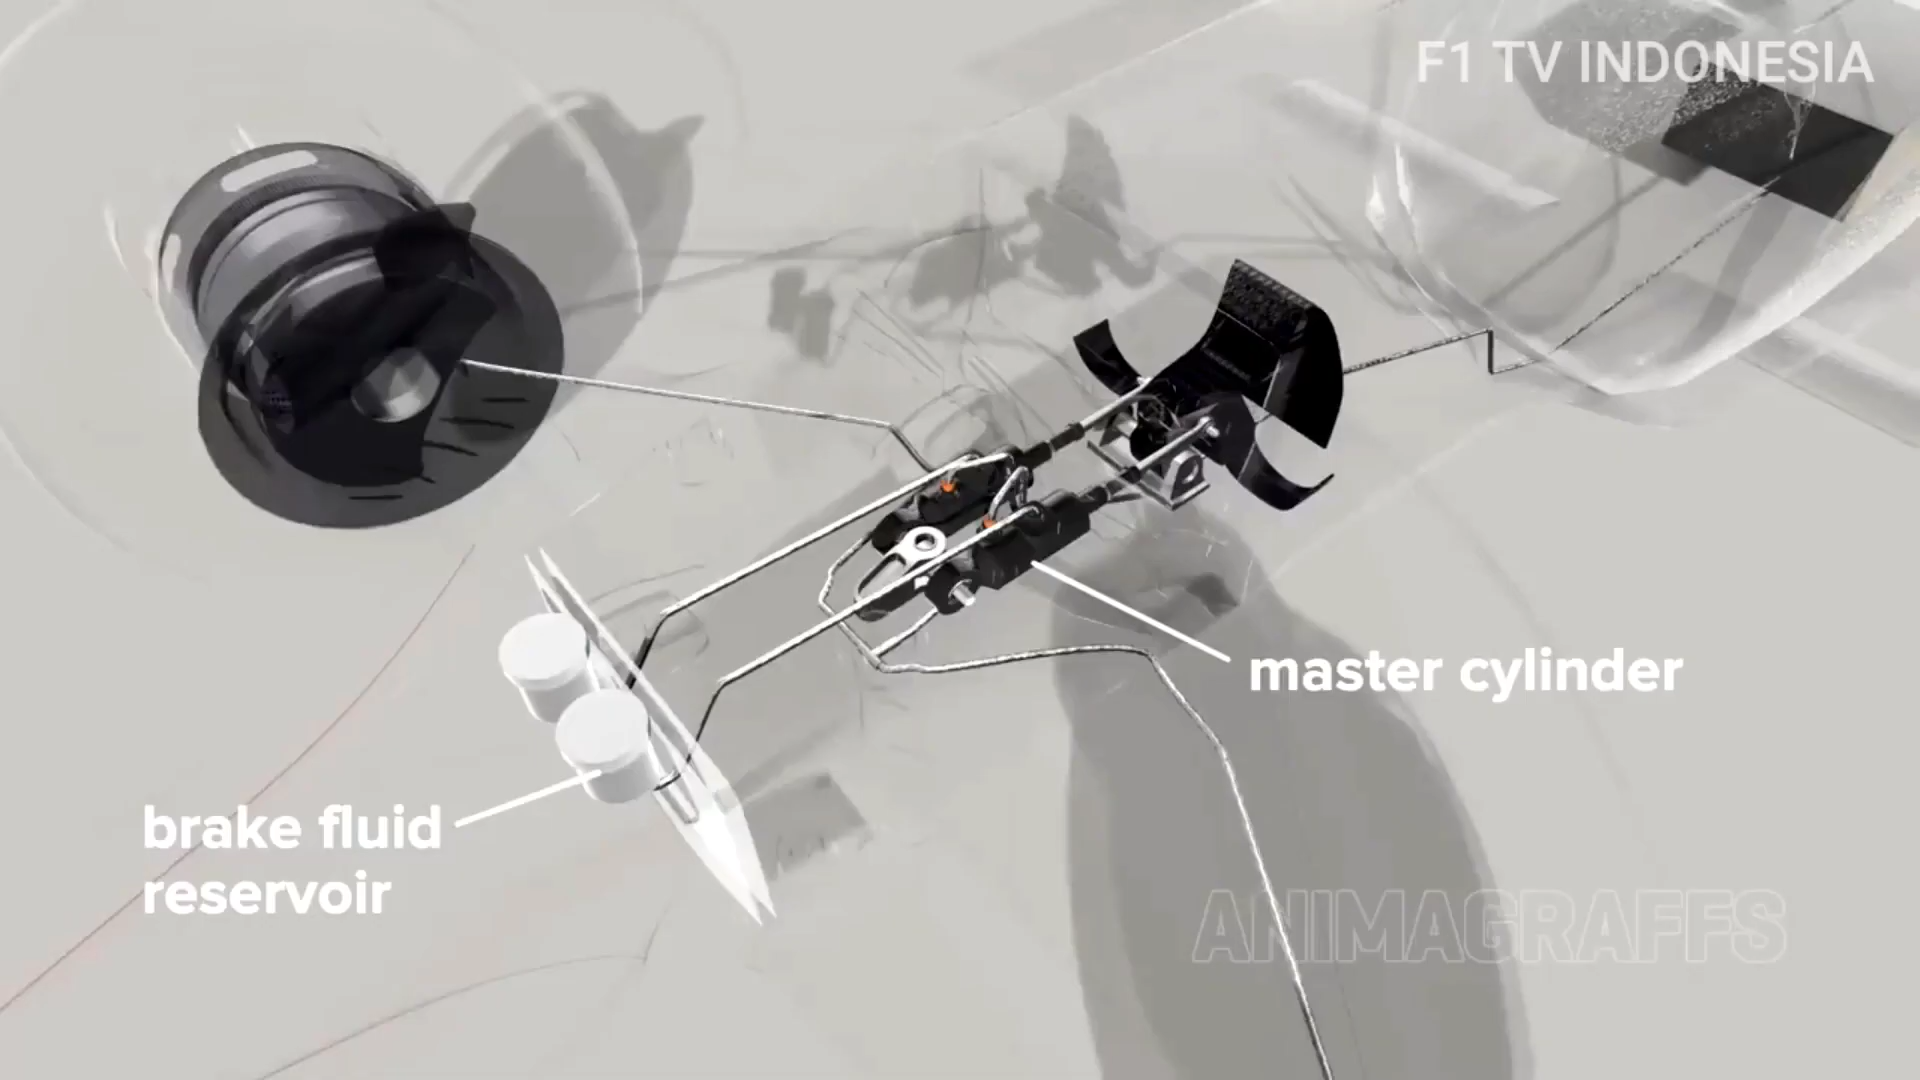 F1 TV INDONESIA
master cylinder
brake fluid
reservoir
ANIMAGRAFFS